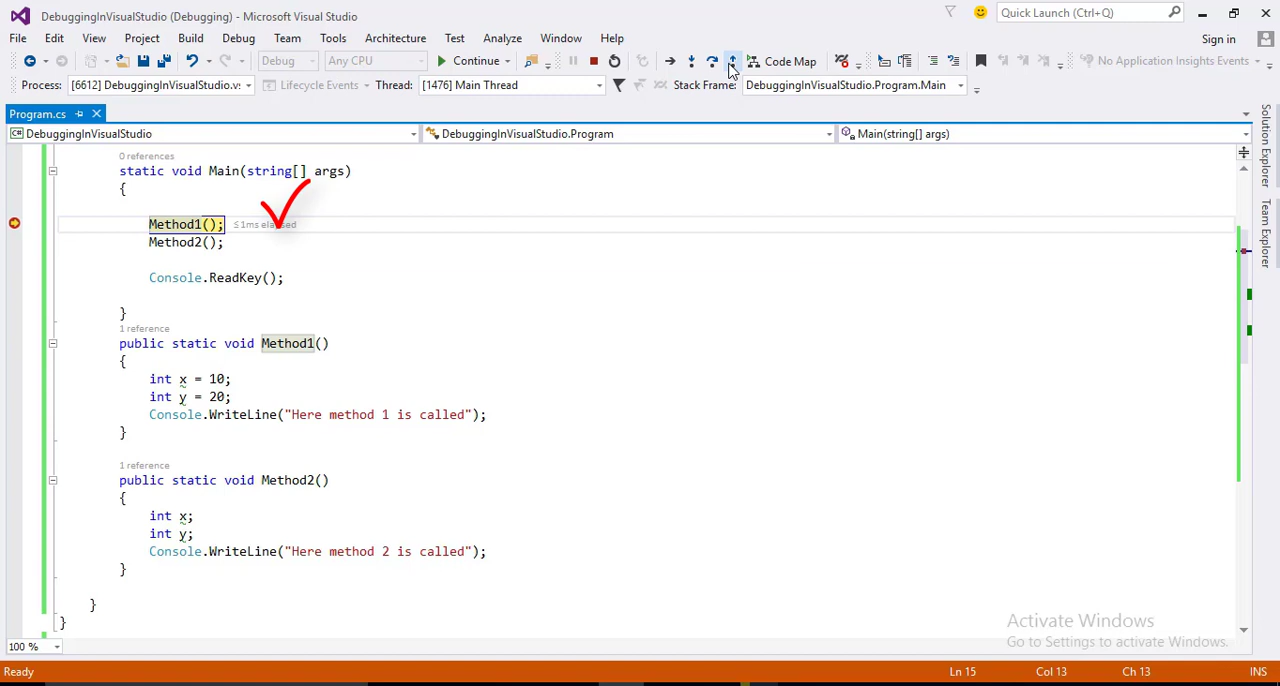 DebuggingInVisualStudio (Debugging) - Microsoft Visual Studio
Quick Launch (Ctrl+Q)
File Edit View Project Build Debug Team Tools Architecture Test Analyze Window Help
Sign in
Debug Any CPU Continue Code Map No Application Insights Events
Process: [6612] DebuggingInVisualStudio.vs Lifecycle Events Thread: [1476] Main Thread Stack Frame: DebuggingInVisualStudio.Program.Main
Program.cs
C# DebuggingInVisualStudio DebuggingInVisualStudio.Program Main(string[] args)
Solution Explorer
Team Explorer
0 references
static void Main(string[] args)
{
Method1(); ≤1ms elapsed
Method2();
Console.ReadKey();
}
1 reference
public static void Method1()
{
int x = 10;
int y = 20;
Console.WriteLine("Here method 1 is called");
}
1 reference
public static void Method2()
{
int x;
int y;
Console.WriteLine("Here method 2 is called");
}
}
}
Activate Windows
Go to Settings to activate Windows.
100 %
Ready Ln 15 Col 13 Ch 13 INS